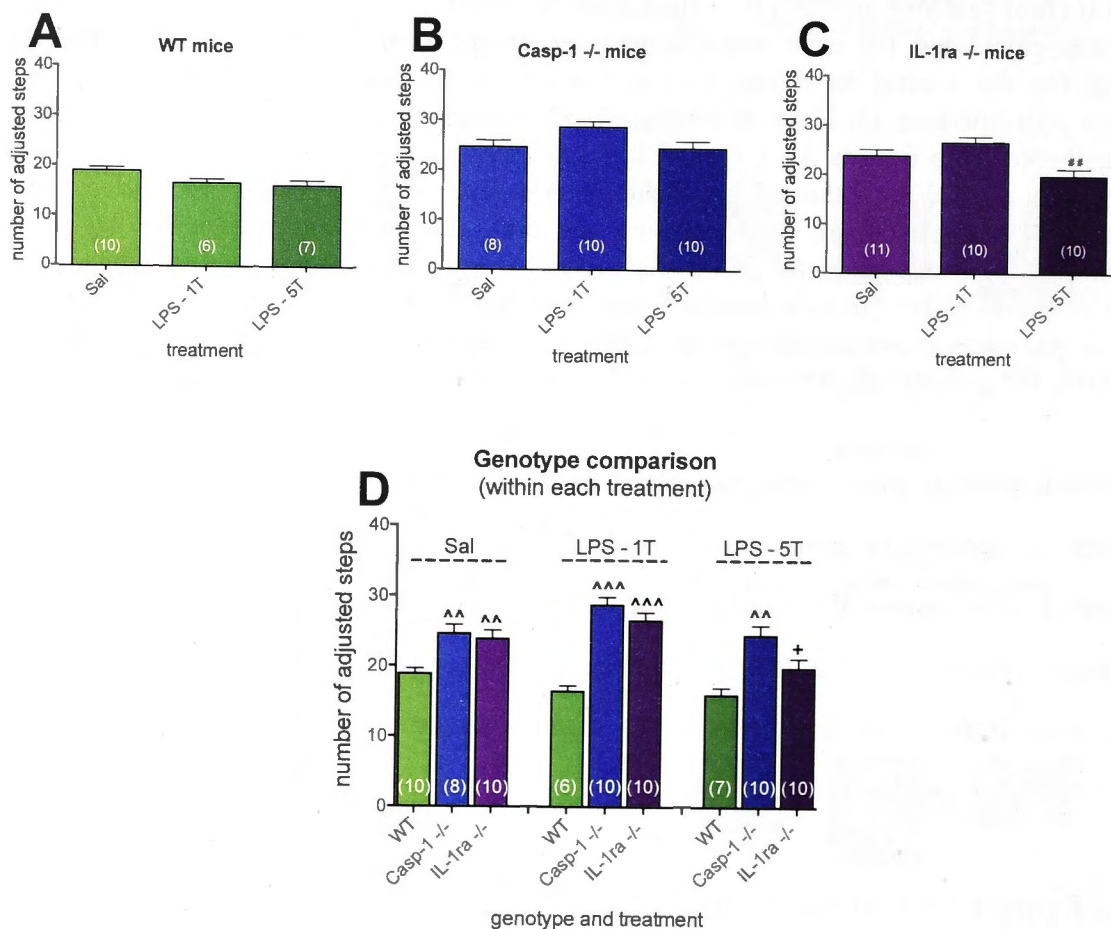 A
WT mice
number of adjusted steps
40
30
20
10
0
(10)
(6)
(7)
Sal
LPS - 1T
LPS - 5T
treatment
B
Casp-1 -/- mice
number of adjusted steps
40
30
20
10
0
(8)
(10)
(10)
Sal
LPS - 1T
LPS - 5T
treatment
C
IL-1ra -/- mice
number of adjusted steps
40
30
20
10
0
##
(11)
(10)
(10)
Sal
LPS - 1T
LPS - 5T
treatment
D
Genotype comparison
(within each treatment)
number of adjusted steps
40
30
20
10
0
Sal
LPS - 1T
LPS - 5T
^^
^^
^^^
^^^
^^
+
(10)
(8)
(10)
(6)
(10)
(10)
(7)
(10)
(10)
WT
Casp-1 -/-
IL-1ra -/-
WT
Casp-1 -/-
IL-1ra -/-
WT
Casp-1 -/-
IL-1ra -/-
genotype and treatment